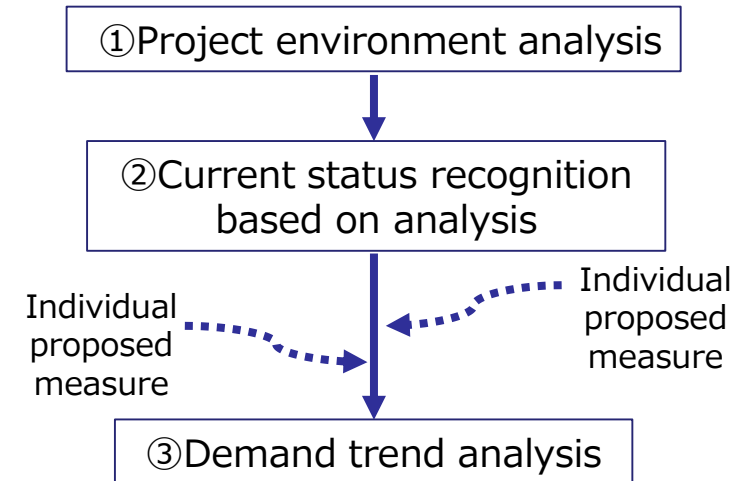 ①Project environment analysis
②Current status recognition
based on analysis
Individual
proposed
measure
Individual
proposed
measure
③Demand trend analysis